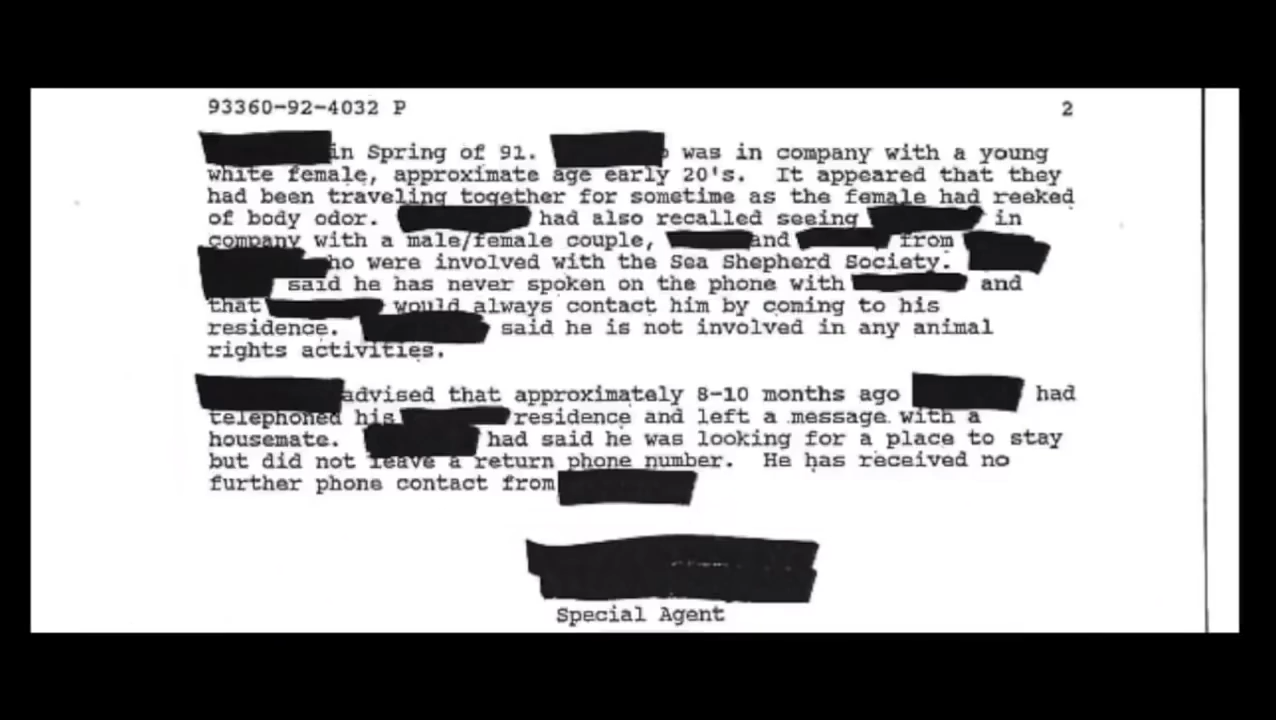 93360-92-4032 P 2
in Spring of 91. was in company with a young
white female, approximate age early 20's. It appeared that they
had been traveling together for sometime as the female had reeked
of body odor. had also recalled seeing in
company with a male/female couple, and from
ho were involved with the Sea Shepherd Society.
said he has never spoken on the phone with and
that would always contact him by coming to his
residence. said he is not involved in any animal
rights activities.
advised that approximately 8-10 months ago had
telephoned his residence and left a message with a
housemate. had said he was looking for a place to stay
but did not leave a return phone number. He has received no
further phone contact from
Special Agent